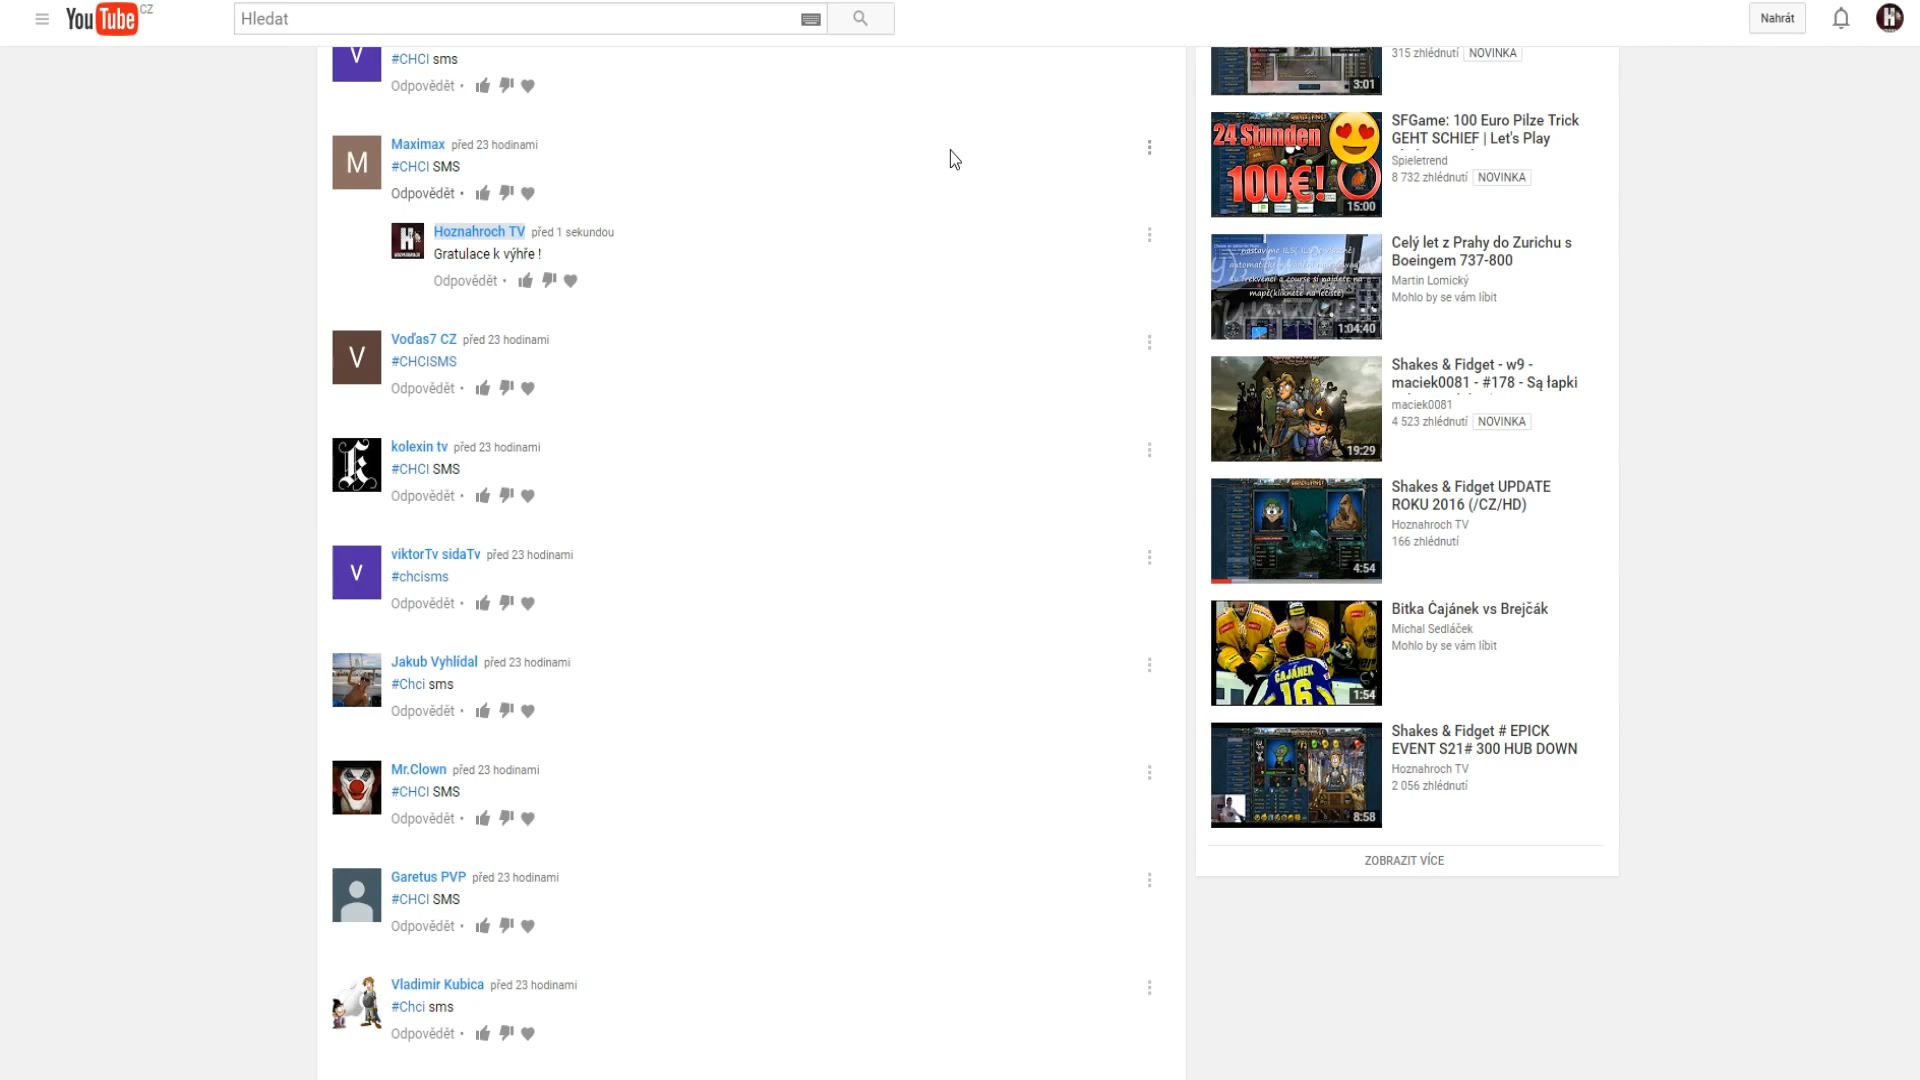 YouTube CZ
Hledat
Nahrát
V
#CHCI sms
Odpovědět •
M
Maximax před 23 hodinami
#CHCI SMS
Odpovědět •
Hoznahroch TV před 1 sekundou
Gratulace k výhře !
Odpovědět •
V
Voďas7 CZ před 23 hodinami
#CHCISMS
Odpovědět •
kolexin tv před 23 hodinami
#CHCI SMS
Odpovědět •
V
viktorTv sidaTv před 23 hodinami
#chcisms
Odpovědět •
Jakub Vyhlídal před 23 hodinami
#Chci sms
Odpovědět •
Mr.Clown před 23 hodinami
#CHCI SMS
Odpovědět •
Garetus PVP před 23 hodinami
#CHCI SMS
Odpovědět •
Vladimir Kubica před 23 hodinami
#Chci sms
Odpovědět •
315 zhlédnutí NOVINKA
3:01
24 Stunden
100€!
15:00
SFGame: 100 Euro Pilze Trick
GEHT SCHIEF | Let's Play
Spieletrend
8 732 zhlédnutí NOVINKA
1:04:40
Celý let z Prahy do Zurichu s
Boeingem 737-800
Martin Lomický
Mohlo by se vám líbit
19:29
Shakes & Fidget - w9 -
maciek0081 - #178 - Są łapki
maciek0081
4 523 zhlédnutí NOVINKA
4:54
Shakes & Fidget UPDATE
ROKU 2016 (/CZ/HD)
Hoznahroch TV
166 zhlédnutí
ČAJÁNEK
16
1:54
Bitka Čajánek vs Brejčák
Michal Sedláček
Mohlo by se vám líbit
8:58
Shakes & Fidget # EPICK
EVENT S21# 300 HUB DOWN
Hoznahroch TV
2 056 zhlédnutí
ZOBRAZIT VÍCE